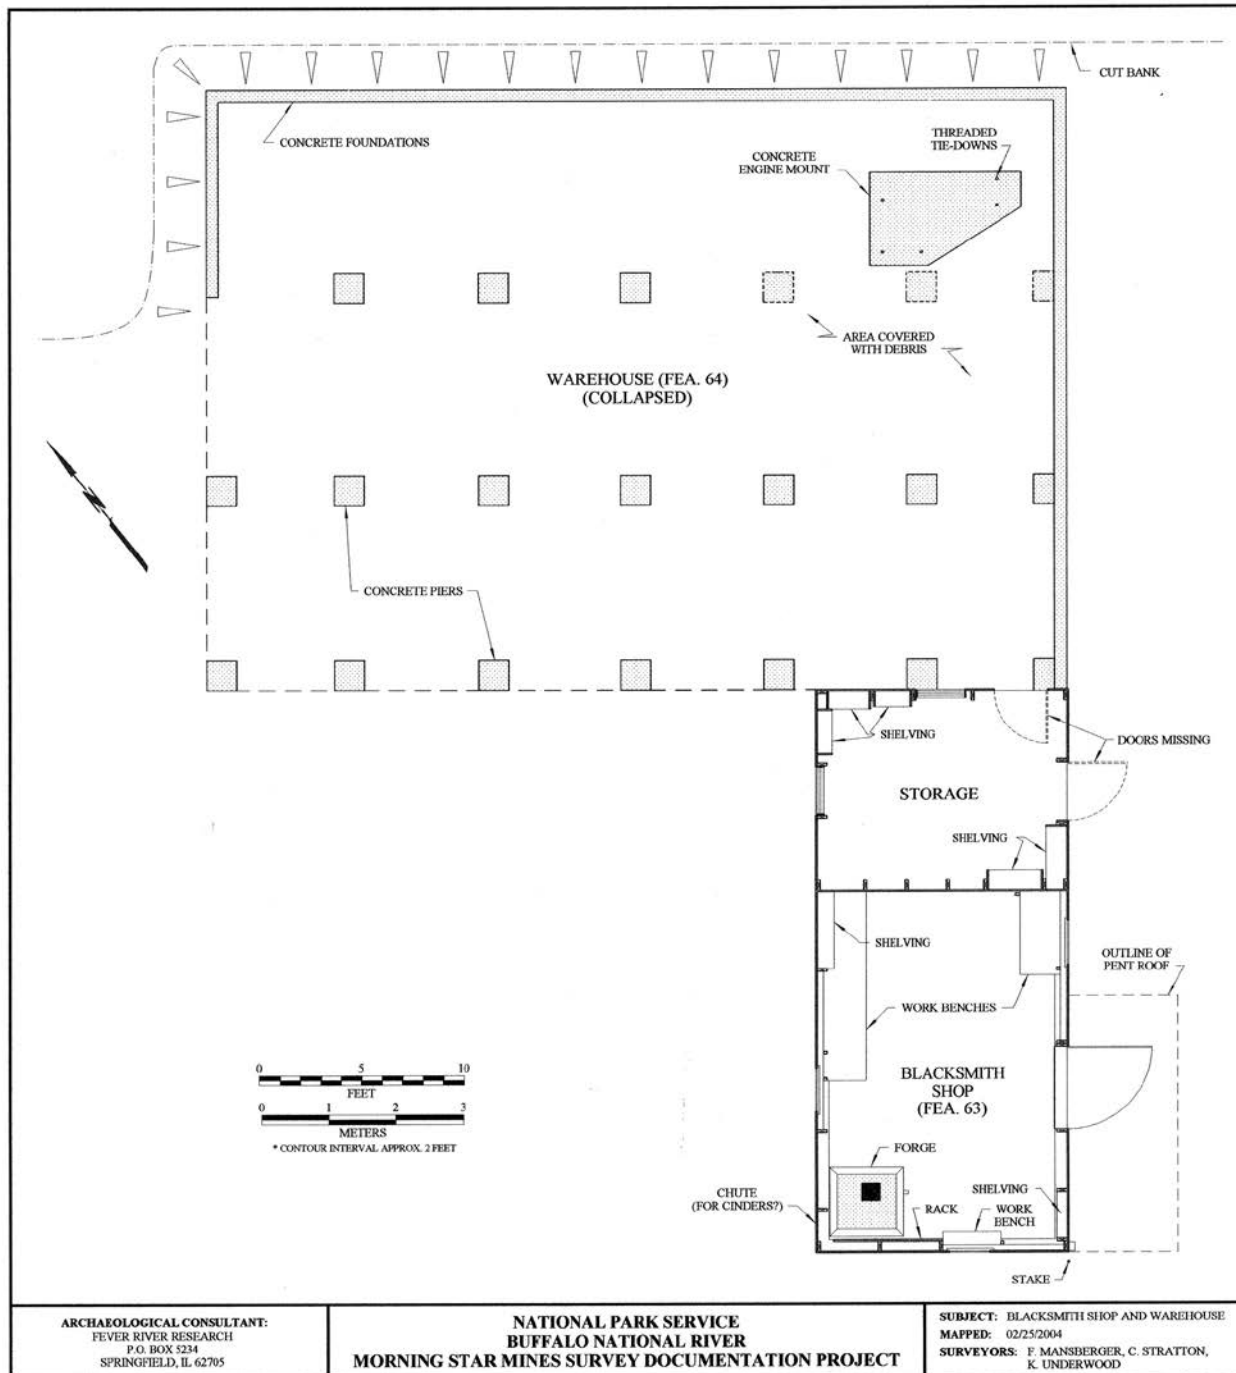 CUT BANK
CONCRETE FOUNDATIONS
THREADED
TIE-DOWNS
CONCRETE
ENGINE MOUNT
AREA COVERED
WITH DEBRIS
WAREHOUSE (FEA. 64)
(COLLAPSED)
CONCRETE PIERS
SHELVING
DOORS MISSING
STORAGE
SHELVING
SHELVING
OUTLINE OF
PENT ROOF
WORK BENCHES
BLACKSMITH
SHOP
(FEA. 63)
0 5 10
FEET
0 1 2 3
METERS
* CONTOUR INTERVAL APPROX. 2 FEET
FORGE
CHUTE
(FOR CINDERS?)
RACK
WORK
BENCH
SHELVING
STAKE
ARCHAEOLOGICAL CONSULTANT:
FEVER RIVER RESEARCH
P.O. BOX 5234
SPRINGFIELD, IL 62705
NATIONAL PARK SERVICE
BUFFALO NATIONAL RIVER
MORNING STAR MINES SURVEY DOCUMENTATION PROJECT
SUBJECT: BLACKSMITH SHOP AND WAREHOUSE
MAPPED: 02/25/2004
SURVEYORS: F. MANSBERGER, C. STRATTON,
K. UNDERWOOD